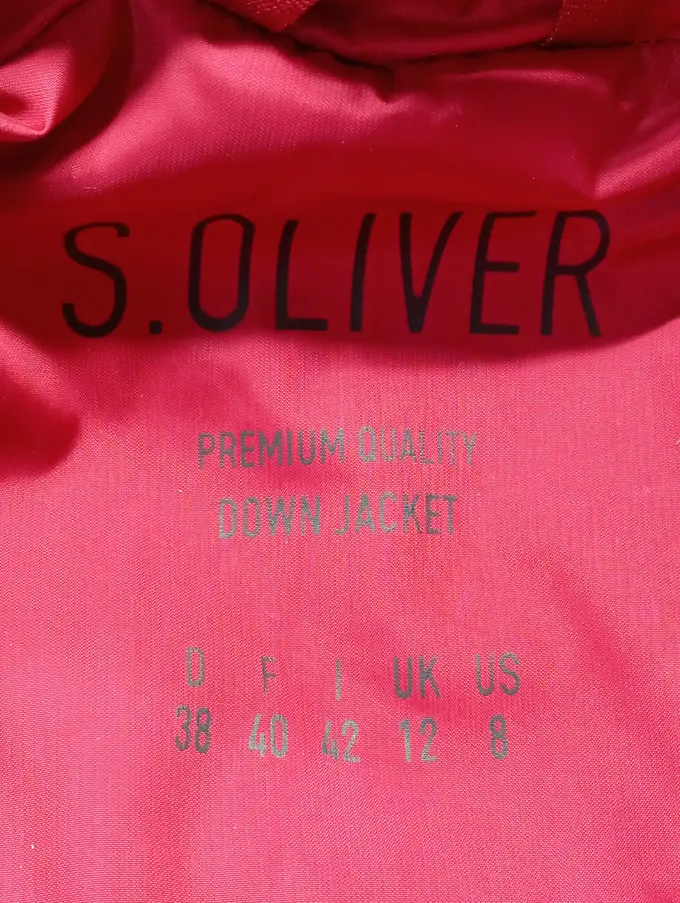 S.OLIVER
PREMIUM QUALITY
DOWN JACKET
D F I UK US
38 40 42 12 8